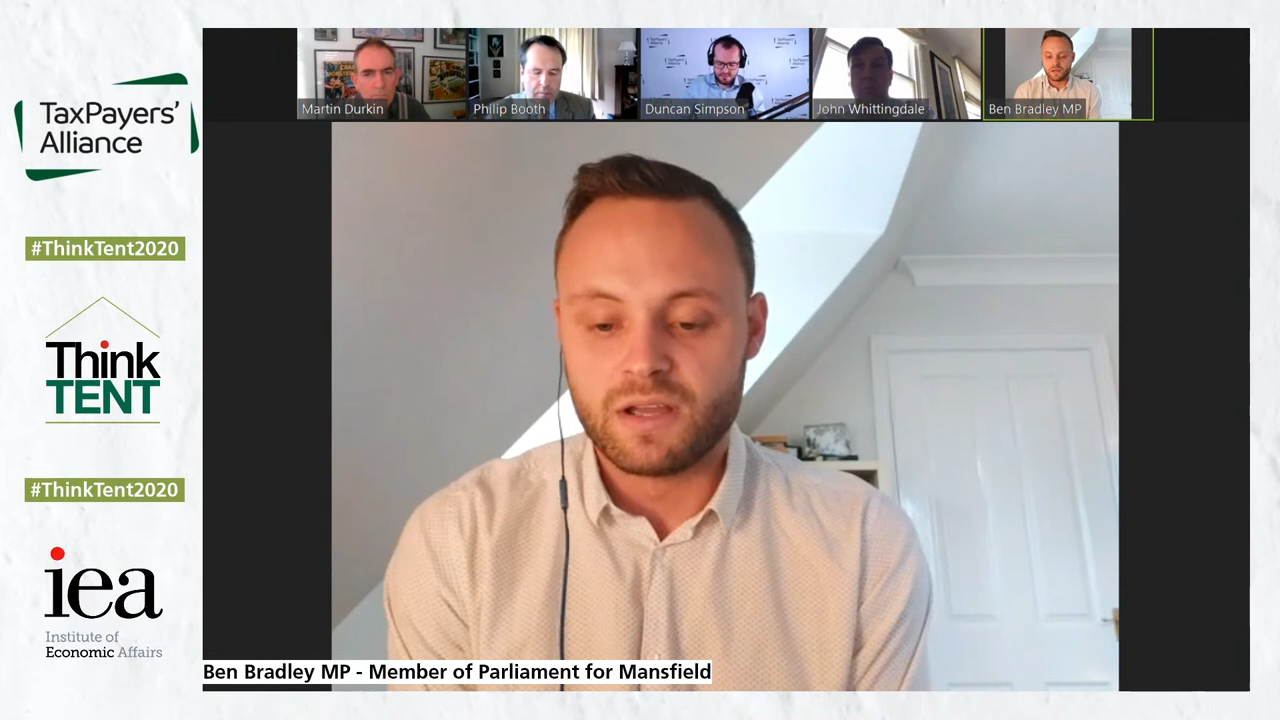 TaxPayers'
Alliance
#ThinkTent2020
Think
TENT
#ThinkTent2020
iea
Institute of
Economic Affairs
Martin Durkin
Philip Booth
Duncan Simpson
John Whittingdale
Ben Bradley MP
Ben Bradley MP - Member of Parliament for Mansfield